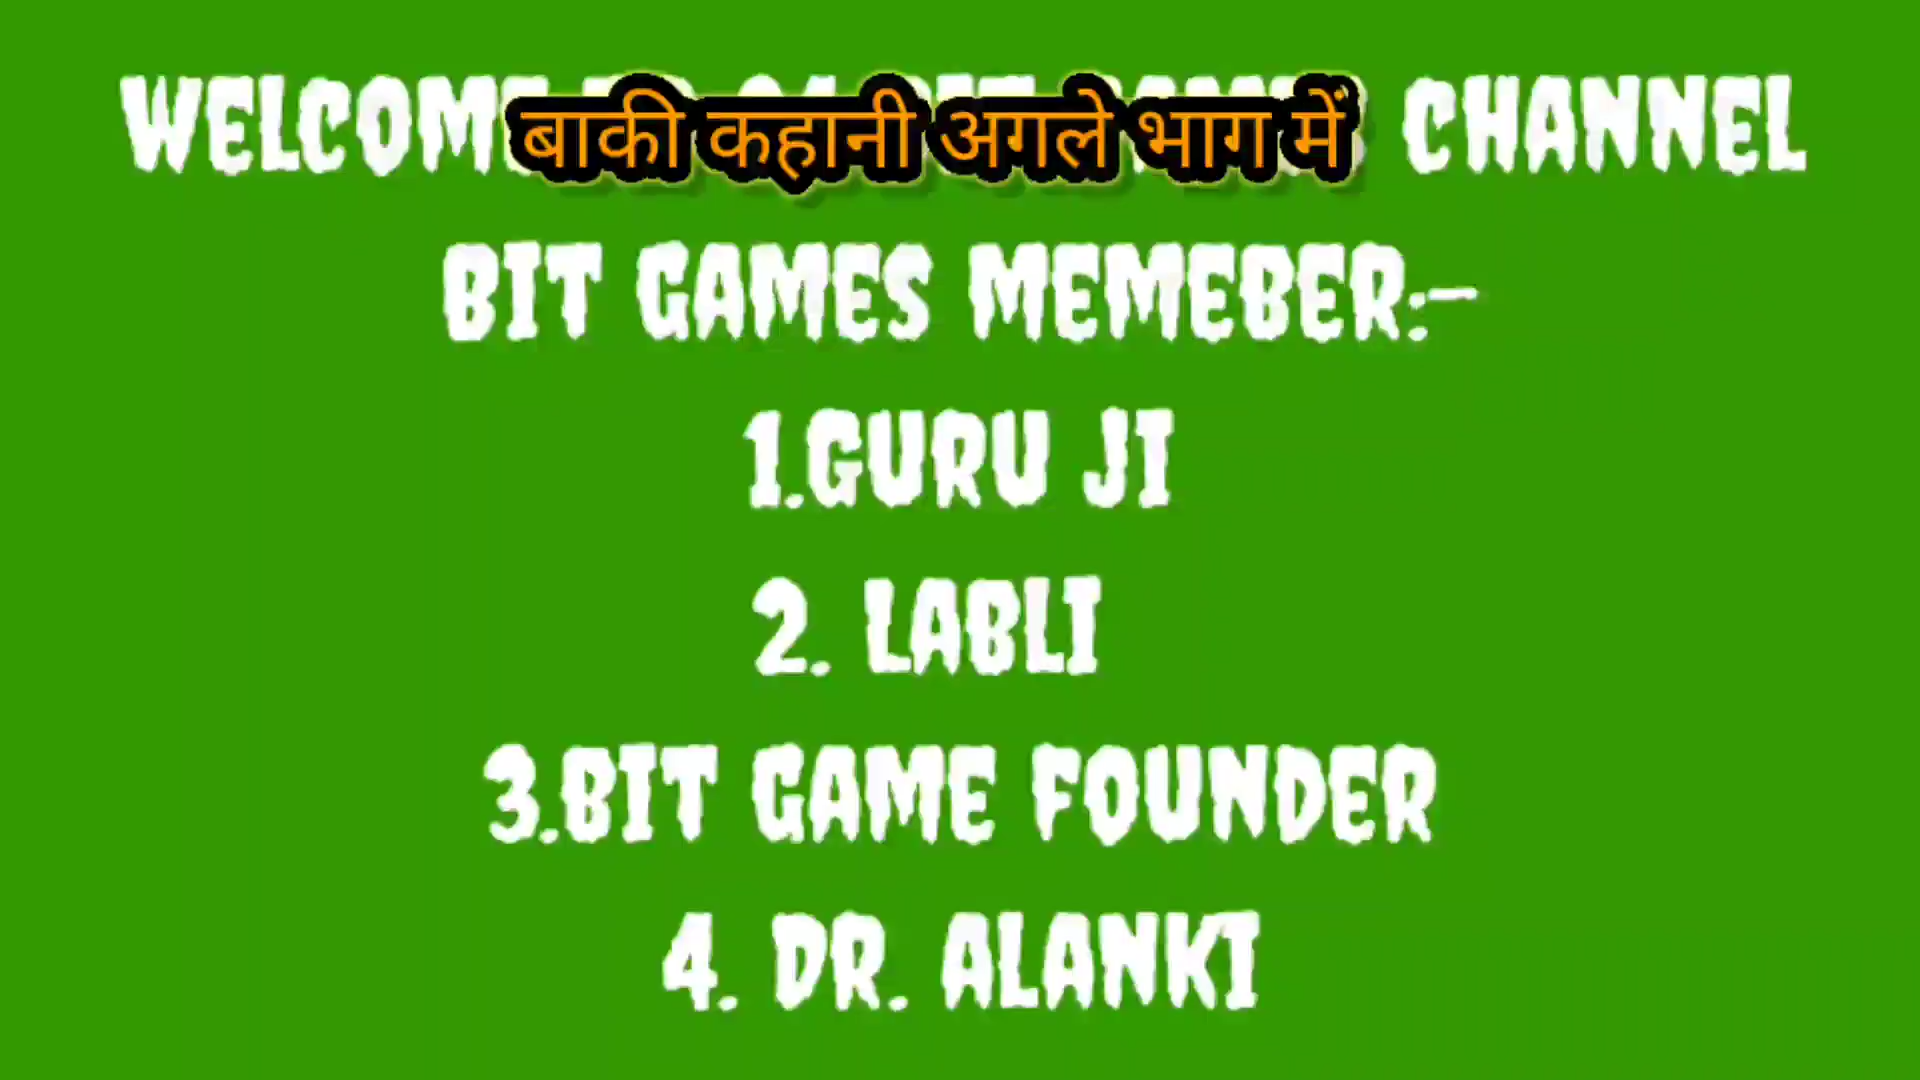 WELCOME CHANNEL
बाकी कहानी अगले भाग में
BIT GAMES MEMEBER:-
1.GURU JI
2. LABLI
3.BIT GAME FOUNDER
4. DR. ALANKI